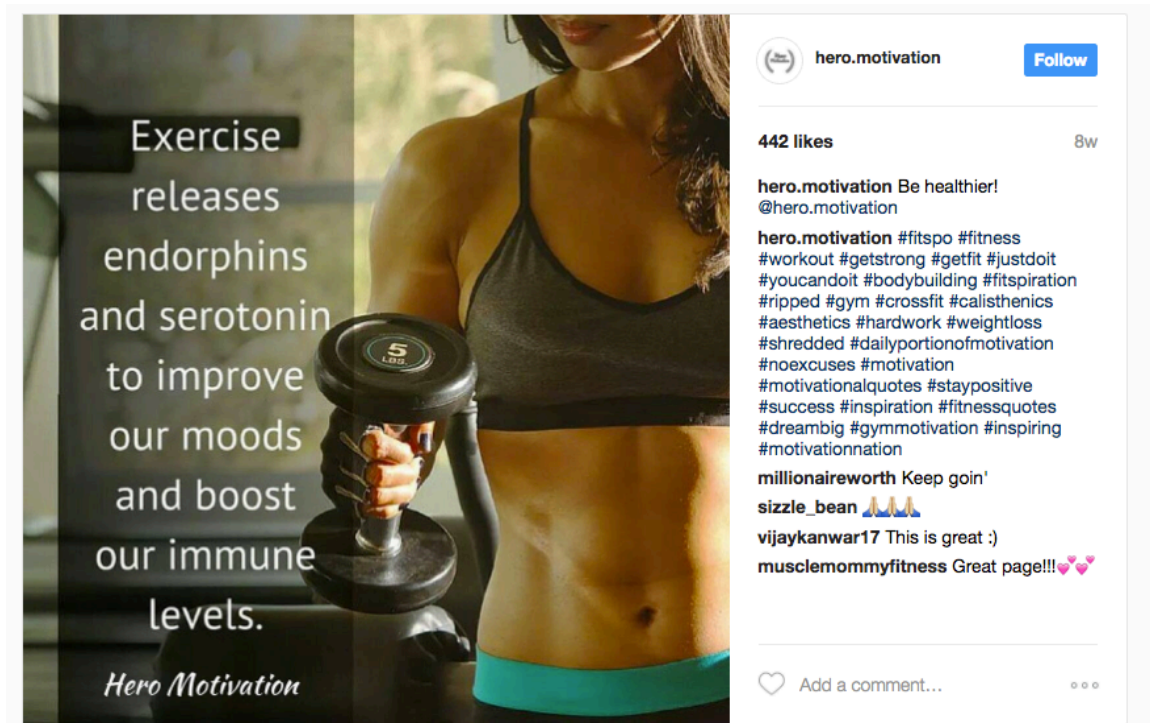 Exercise
releases
endorphins
and serotonin
to improve
our moods
and boost
our immune
levels.
Hero Motivation
5
LBS.
hero.motivation
Follow
442 likes
8w
hero.motivation Be healthier!
@hero.motivation
hero.motivation #fitspo #fitness
#workout #getstrong #getfit #justdoit
#youcandoit #bodybuilding #fitspiration
#ripped #gym #crossfit #calisthenics
#aesthetics #hardwork #weightloss
#shredded #dailyportionofmotivation
#noexcuses #motivation
#motivationalquotes #staypositive
#success #inspiration #fitnessquotes
#dreambig #gymmotivation #inspiring
#motivationnation
millionaireworth Keep goin'
sizzle_bean 🙏🏼🙏🏼🙏🏼
vijaykanwar17 This is great :)
musclemommyfitness Great page!!!💕💕
Add a comment...